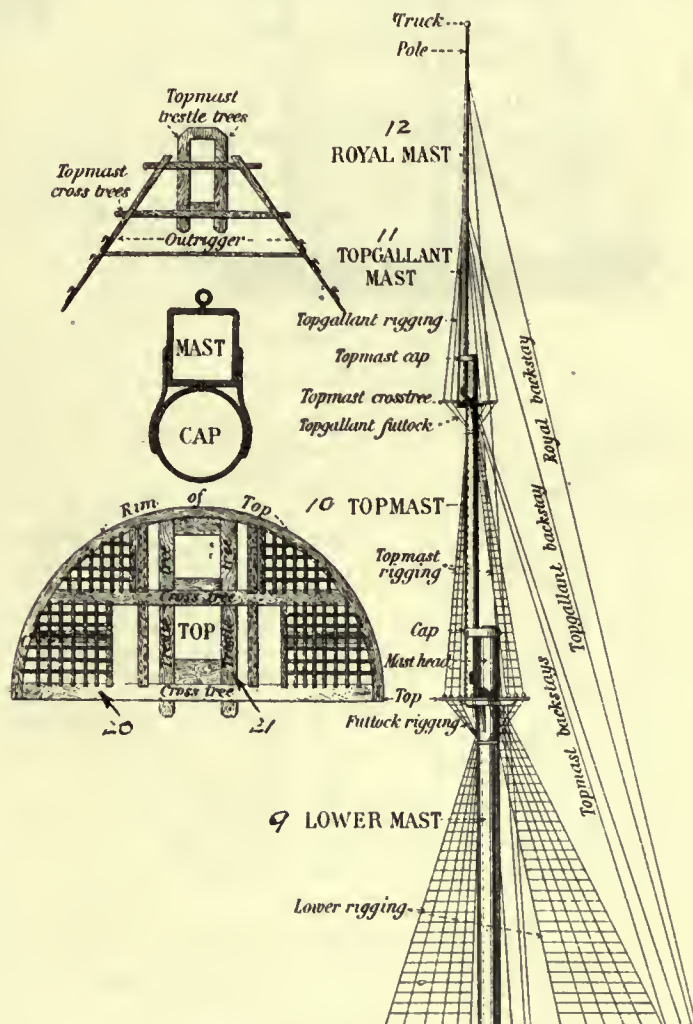 Truck
Pole
12
ROYAL MAST
11
TOPGALLANT
MAST
Topgallant rigging
Topmast cap
Topmast crosstree
Topgallant futtock
10 TOPMAST
Topmast
rigging
Cap
Mast head
Top
Futtock rigging
9 LOWER MAST
Lower rigging
Royal backstay
Topgallant backstay
Topmast backstays
Topmast
trestle trees
Topmast
cross trees
Outrigger
MAST
CAP
Rim of Top
Cross tree
tree
tree
TOP
Trestle
Trestle
Cross tree
20
21